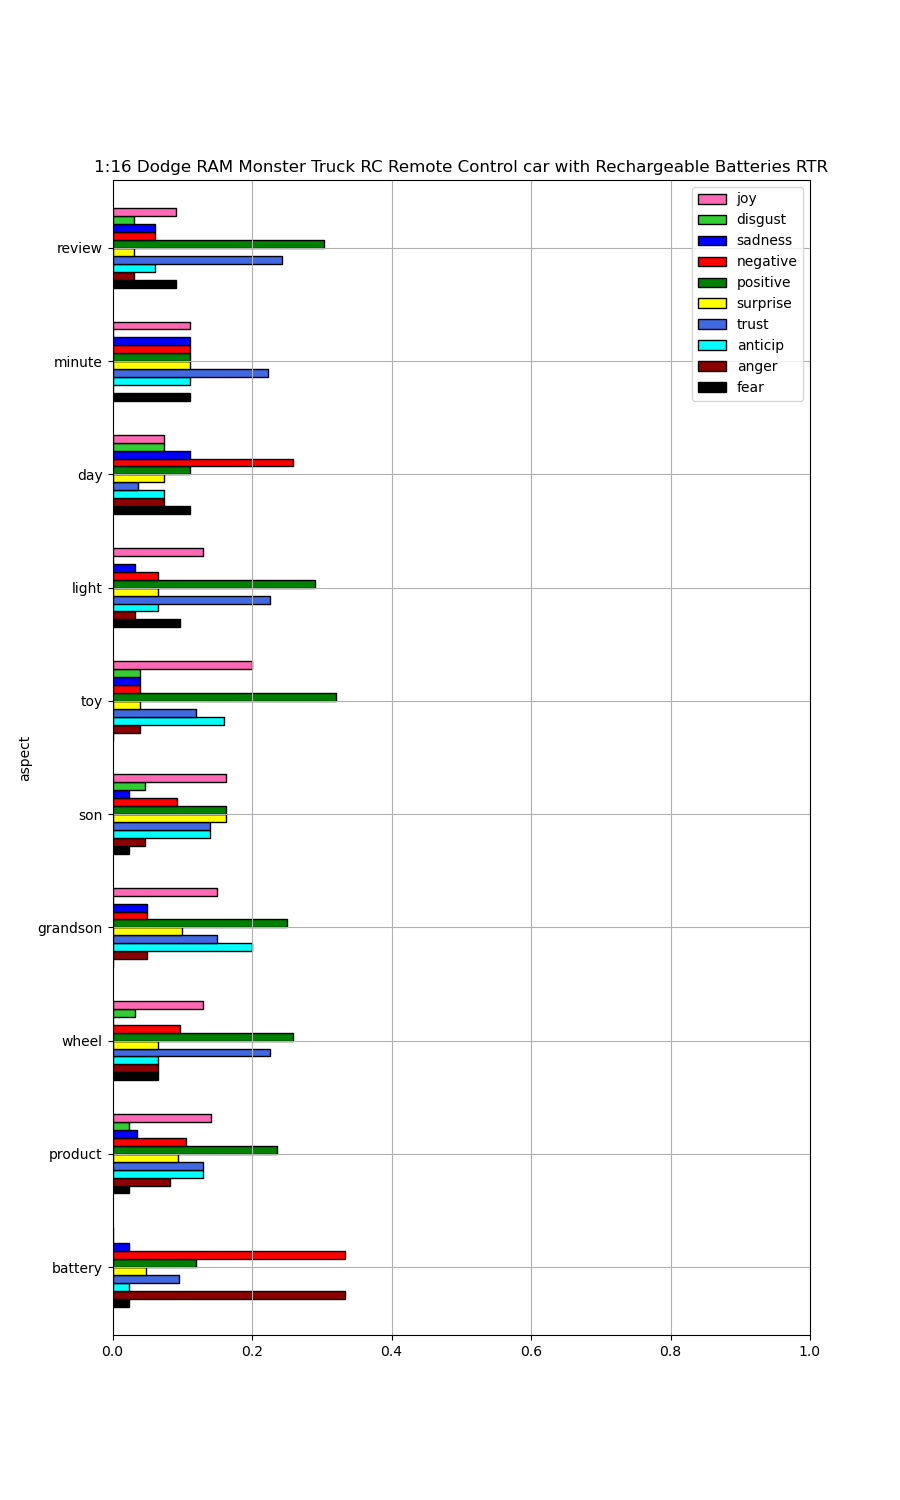 1:16 Dodge RAM Monster Truck RC Remote Control car with Rechargeable Batteries RTR
joy
disgust
sadness
negative
positive
surprise
trust
anticip
anger
fear
review
minute
day
light
toy
son
grandson
wheel
product
battery
aspect
0.0 0.2 0.4 0.6 0.8 1.0